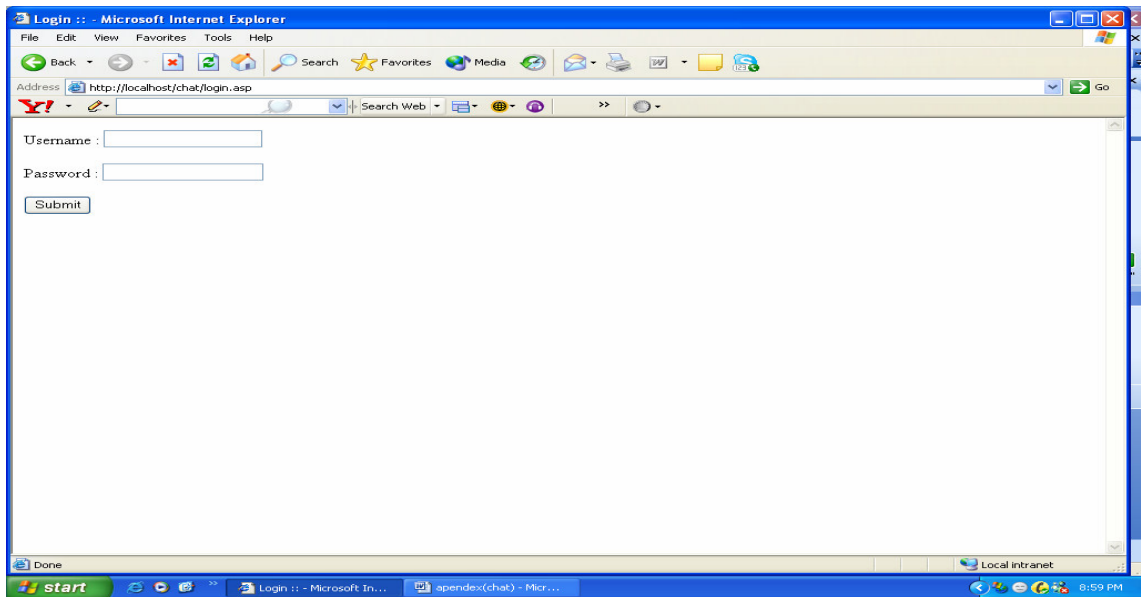 Login :: - Microsoft Internet Explorer
File Edit View Favorites Tools Help
Back Search Favorites Media
Address http://localhost/chat/login.asp Go
Y! Search Web »
Username :
Password :
Submit
Done Local intranet
start » Login :: - Microsoft In... apendex(chat) - Micr... 8:59 PM